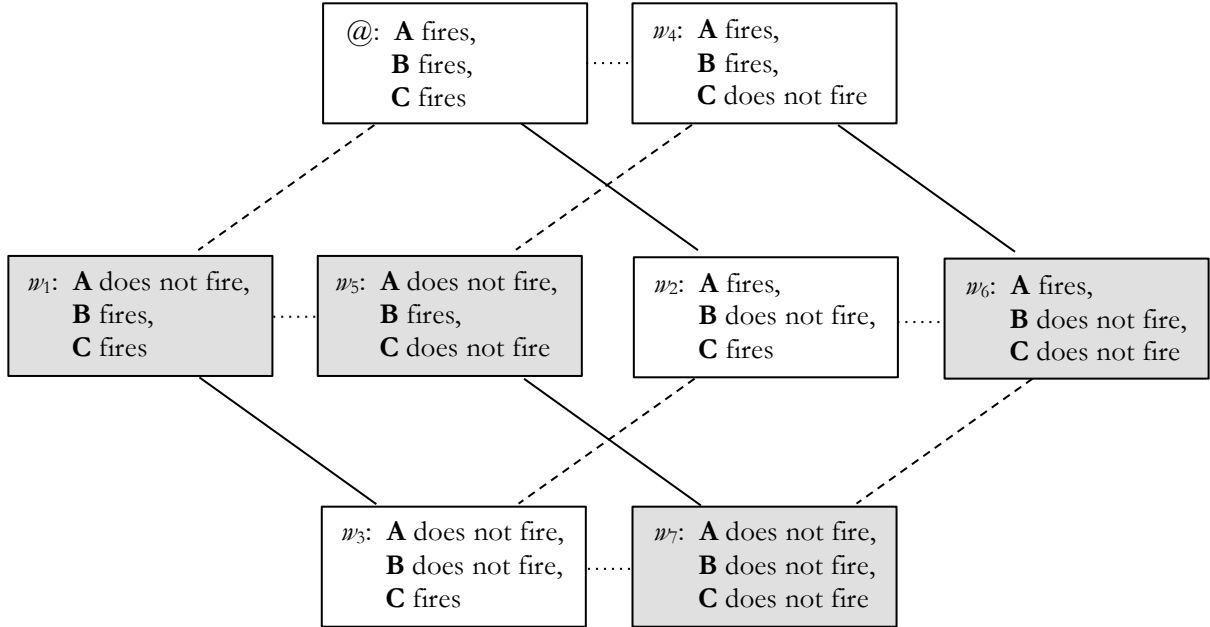 @: A fires,
B fires,
C fires
w4: A fires,
B fires,
C does not fire
w1: A does not fire,
B fires,
C fires
w5: A does not fire,
B fires,
C does not fire
w2: A fires,
B does not fire,
C fires
w6: A fires,
B does not fire,
C does not fire
w3: A does not fire,
B does not fire,
C fires
w7: A does not fire,
B does not fire,
C does not fire